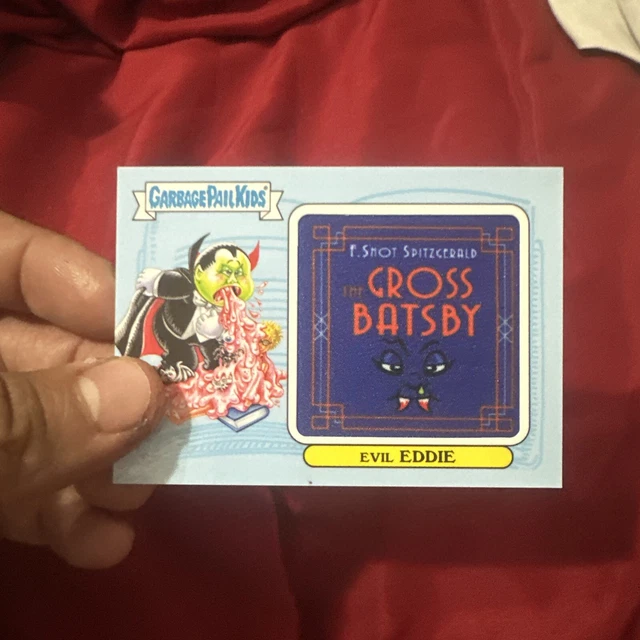 GARBAGE PAIL KIDS
F. SNOT SPITZGERALD
THE GROSS
BATSBY
EVIL EDDIE